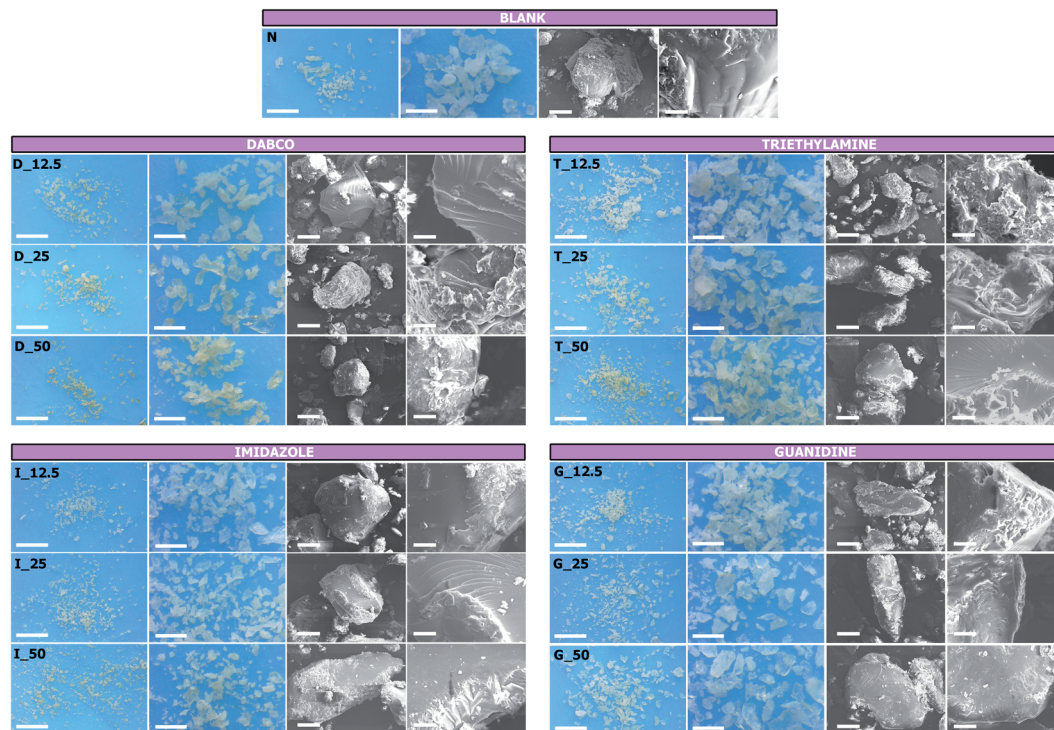 BLANK
N
DABCO
D_12.5
D_25
D_50
TRIETHYLAMINE
T_12.5
T_25
T_50
IMIDAZOLE
I_12.5
I_25
I_50
GUANIDINE
G_12.5
G_25
G_50